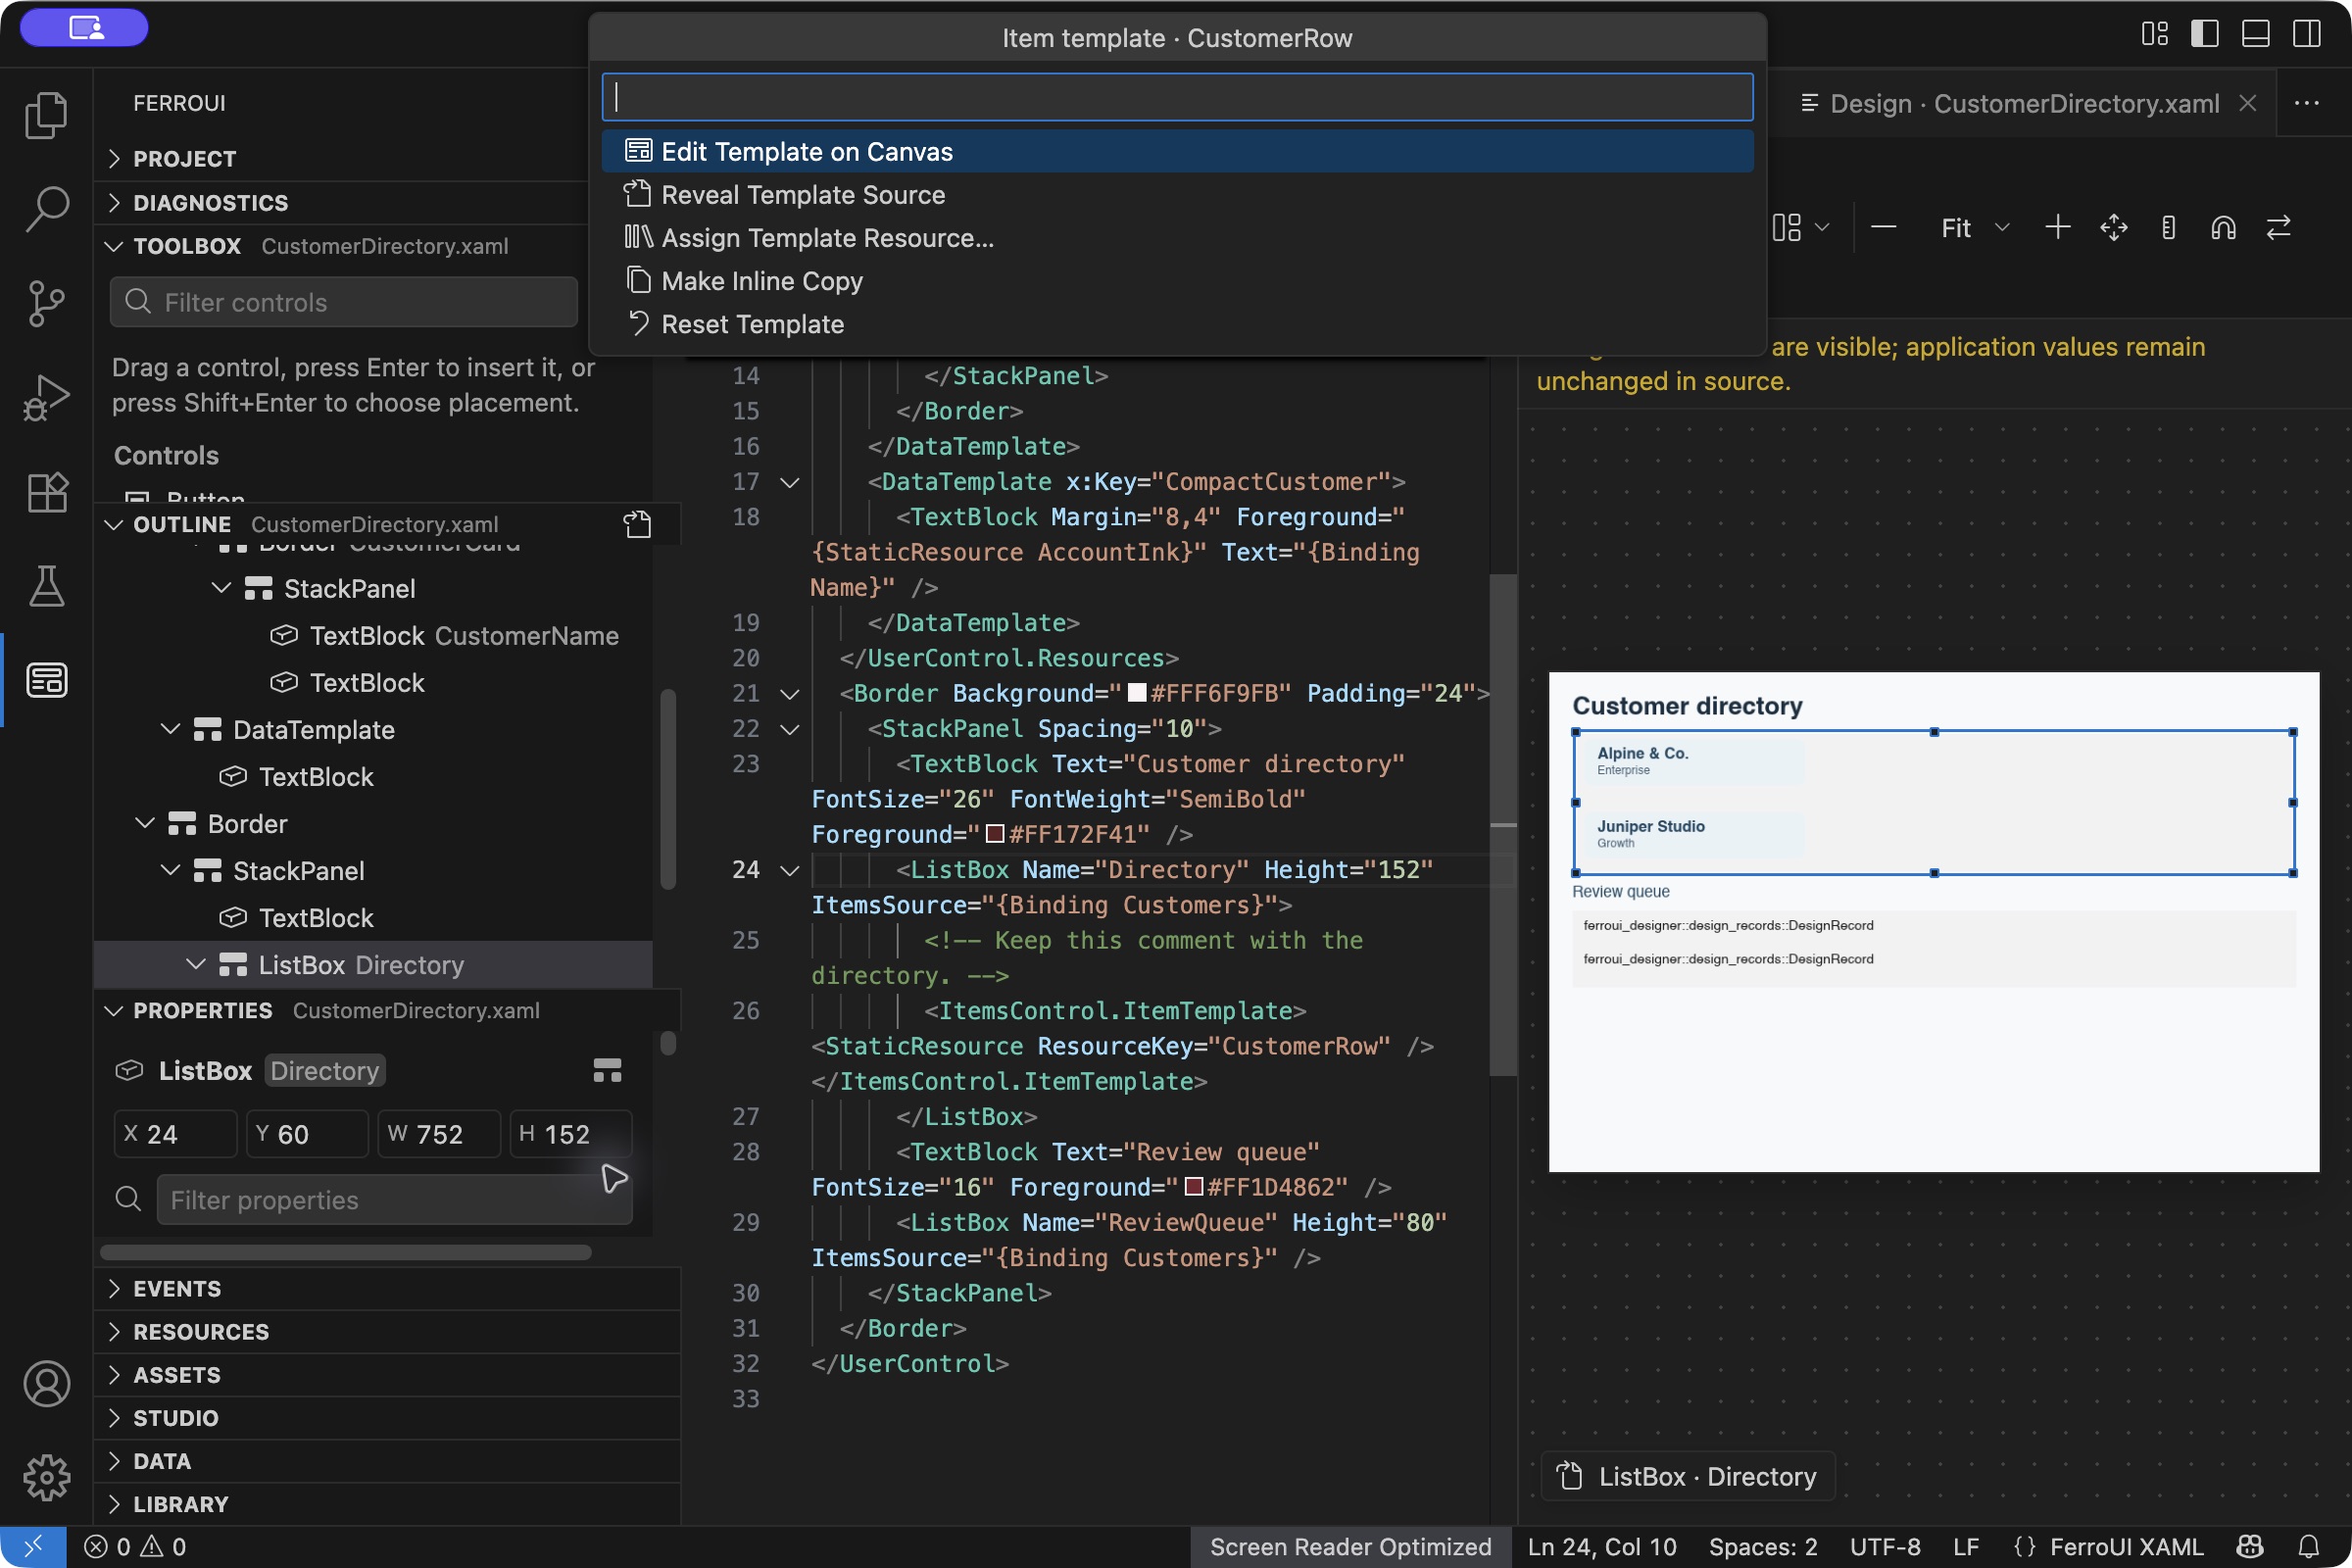 Item template · CustomerRow
Edit Template on Canvas
Reveal Template Source
Assign Template Resource...
Make Inline Copy
Reset Template
FERROUI
PROJECT
DIAGNOSTICS
TOOLBOX CustomerDirectory.xaml
Filter controls
Drag a control, press Enter to insert it, or
press Shift+Enter to choose placement.
Controls
Button
OUTLINE CustomerDirectory.xaml
Border CustomerCard
StackPanel
TextBlock CustomerName
TextBlock
DataTemplate
TextBlock
Border
StackPanel
TextBlock
ListBox Directory
PROPERTIES CustomerDirectory.xaml
ListBox Directory
X 24 Y 60 W 752 H 152
Filter properties
EVENTS
RESOURCES
ASSETS
STUDIO
DATA
LIBRARY
14 </StackPanel>
15 </Border>
16 </DataTemplate>
17 <DataTemplate x:Key="CompactCustomer">
18 <TextBlock Margin="8,4" Foreground="
{StaticResource AccountInk}" Text="{Binding
Name}" />
19 </DataTemplate>
20 </UserControl.Resources>
21 <Border Background="#FFF6F9FB" Padding="24">
22 <StackPanel Spacing="10">
23 <TextBlock Text="Customer directory"
FontSize="26" FontWeight="SemiBold"
Foreground="#FF172F41" />
24 <ListBox Name="Directory" Height="152"
ItemsSource="{Binding Customers}">
25 <!-- Keep this comment with the
directory. -->
26 <ItemsControl.ItemTemplate>
<StaticResource ResourceKey="CustomerRow" />
</ItemsControl.ItemTemplate>
27 </ListBox>
28 <TextBlock Text="Review queue"
FontSize="16" Foreground="#FF1D4862" />
29 <ListBox Name="ReviewQueue" Height="80"
ItemsSource="{Binding Customers}" />
30 </StackPanel>
31 </Border>
32 </UserControl>
33
Design · CustomerDirectory.xaml
Fit
are visible; application values remain
unchanged in source.
Customer directory
Alpine & Co.
Enterprise
Juniper Studio
Growth
Review queue
ferroui_designer::design_records::DesignRecord
ferroui_designer::design_records::DesignRecord
ListBox · Directory
0 0
Screen Reader Optimized
Ln 24, Col 10
Spaces: 2
UTF-8
LF
{} FerroUI XAML